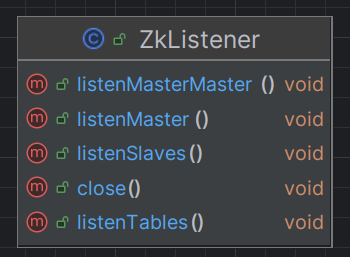 C ZkListener
m listenMasterMaster () void
m listenMaster () void
m listenSlaves() void
m close() void
m listenTables() void